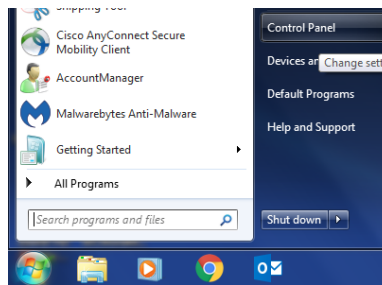 Snipping Tool
Cisco AnyConnect Secure
Mobility Client
AccountManager
Malwarebytes Anti-Malware
Getting Started
All Programs
Search programs and files
Control Panel
Devices an
Change sett
Default Programs
Help and Support
Shut down